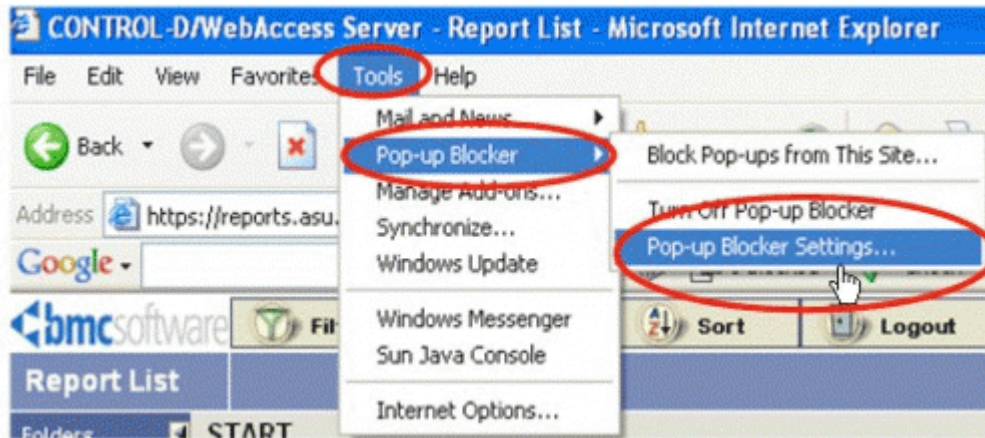 CONTROL-D/WebAccess Server - Report List - Microsoft Internet Explorer
File Edit View Favorites Tools Help
Mail and News
Back
Pop-up Blocker
Block Pop-ups from This Site...
Manage Add-ons...
Address https://reports.asu.
Turn Off Pop-up Blocker
Synchronize...
Pop-up Blocker Settings...
Google
Windows Update
bmcsoftware
Windows Messenger
Sort
Logout
Sun Java Console
Report List
Internet Options...
Folders
START